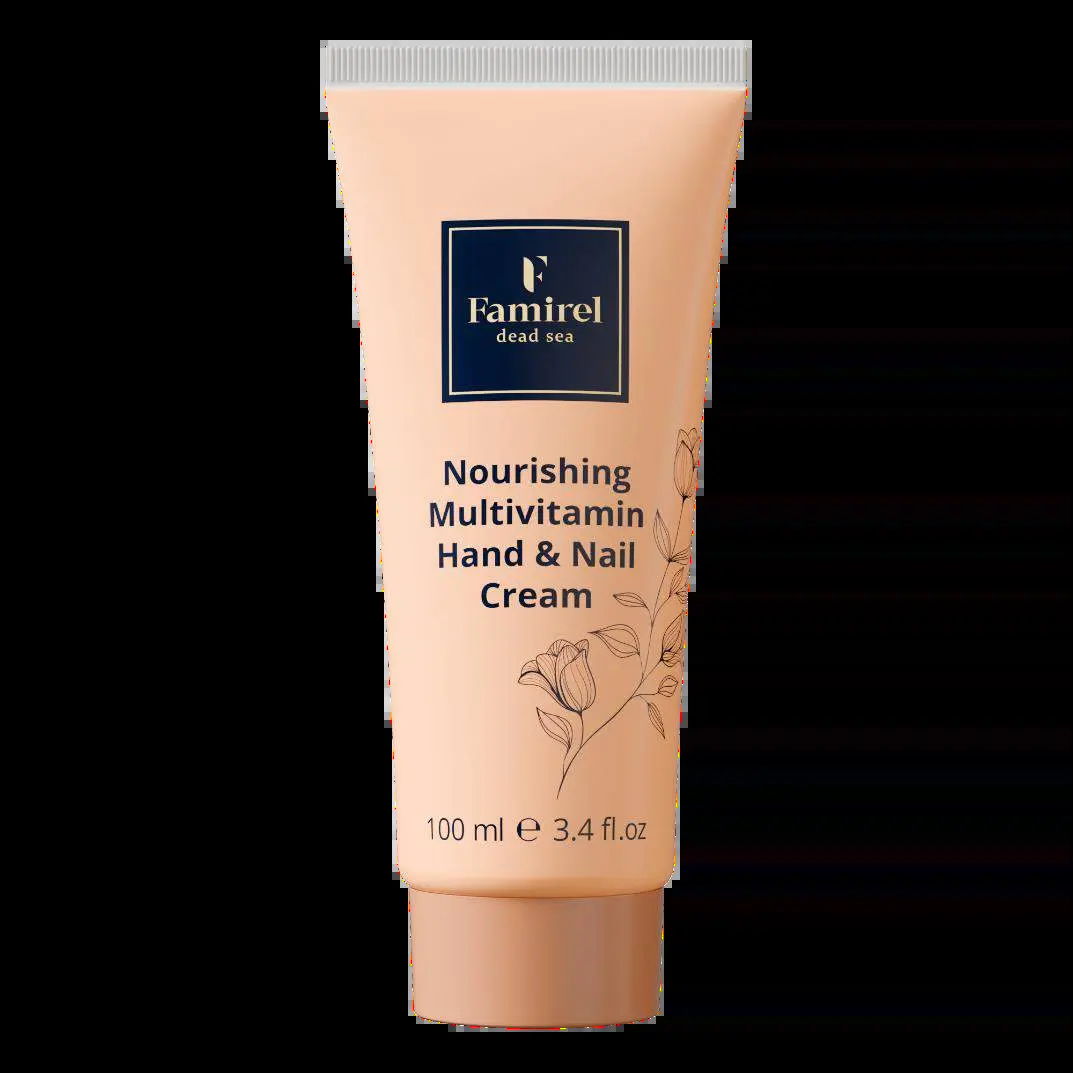 F
Famirel
dead sea
Nourishing
Multivitamin
Hand & Nail
Cream
100 ml ℮ 3.4 fl.oz